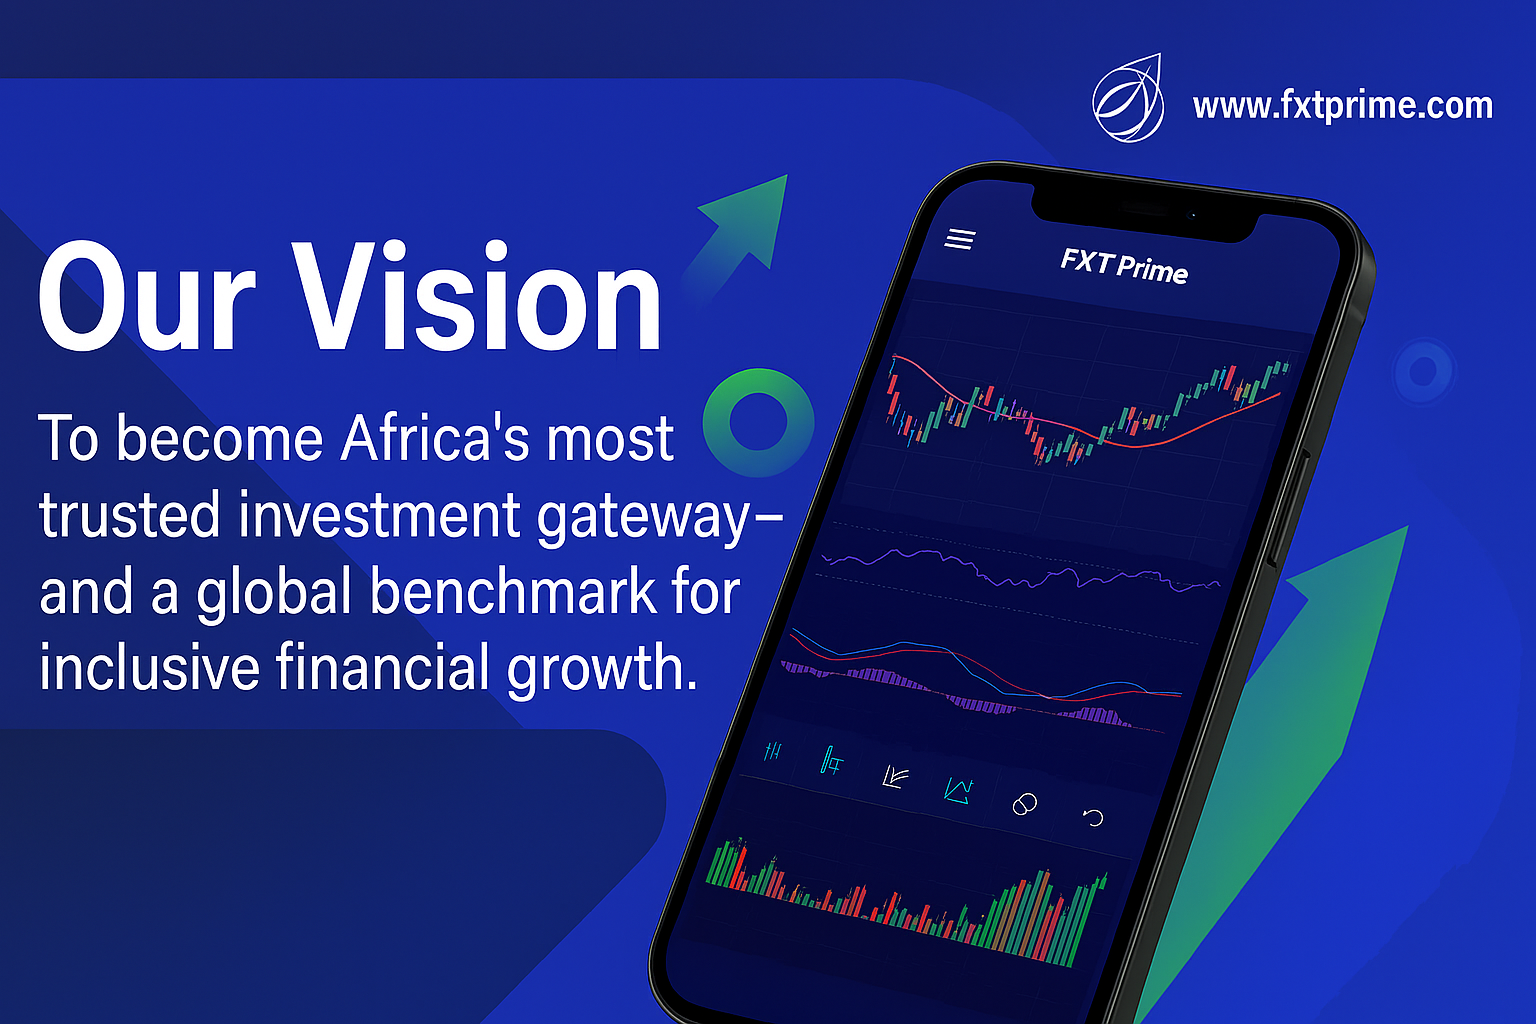 www.fxtprime.com
FXT Prime
Our Vision
To become Africa's most
trusted investment gateway–
and a global benchmark for
inclusive financial growth.